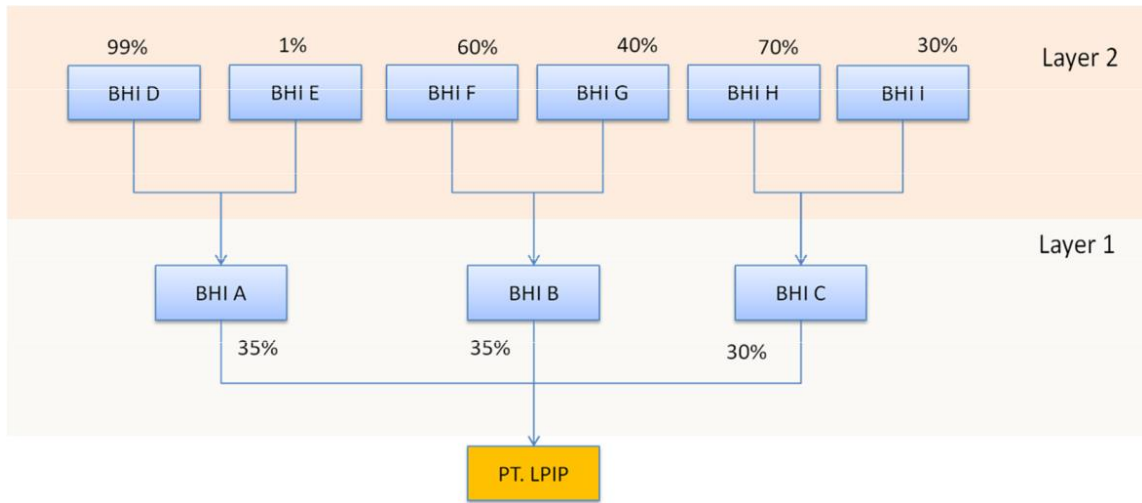 99%
1%
60%
40%
70%
30%
Layer 2
BHI D
BHI E
BHI F
BHI G
BHI H
BHI I
Layer 1
BHI A
BHI B
BHI C
35%
35%
30%
PT. LPIP